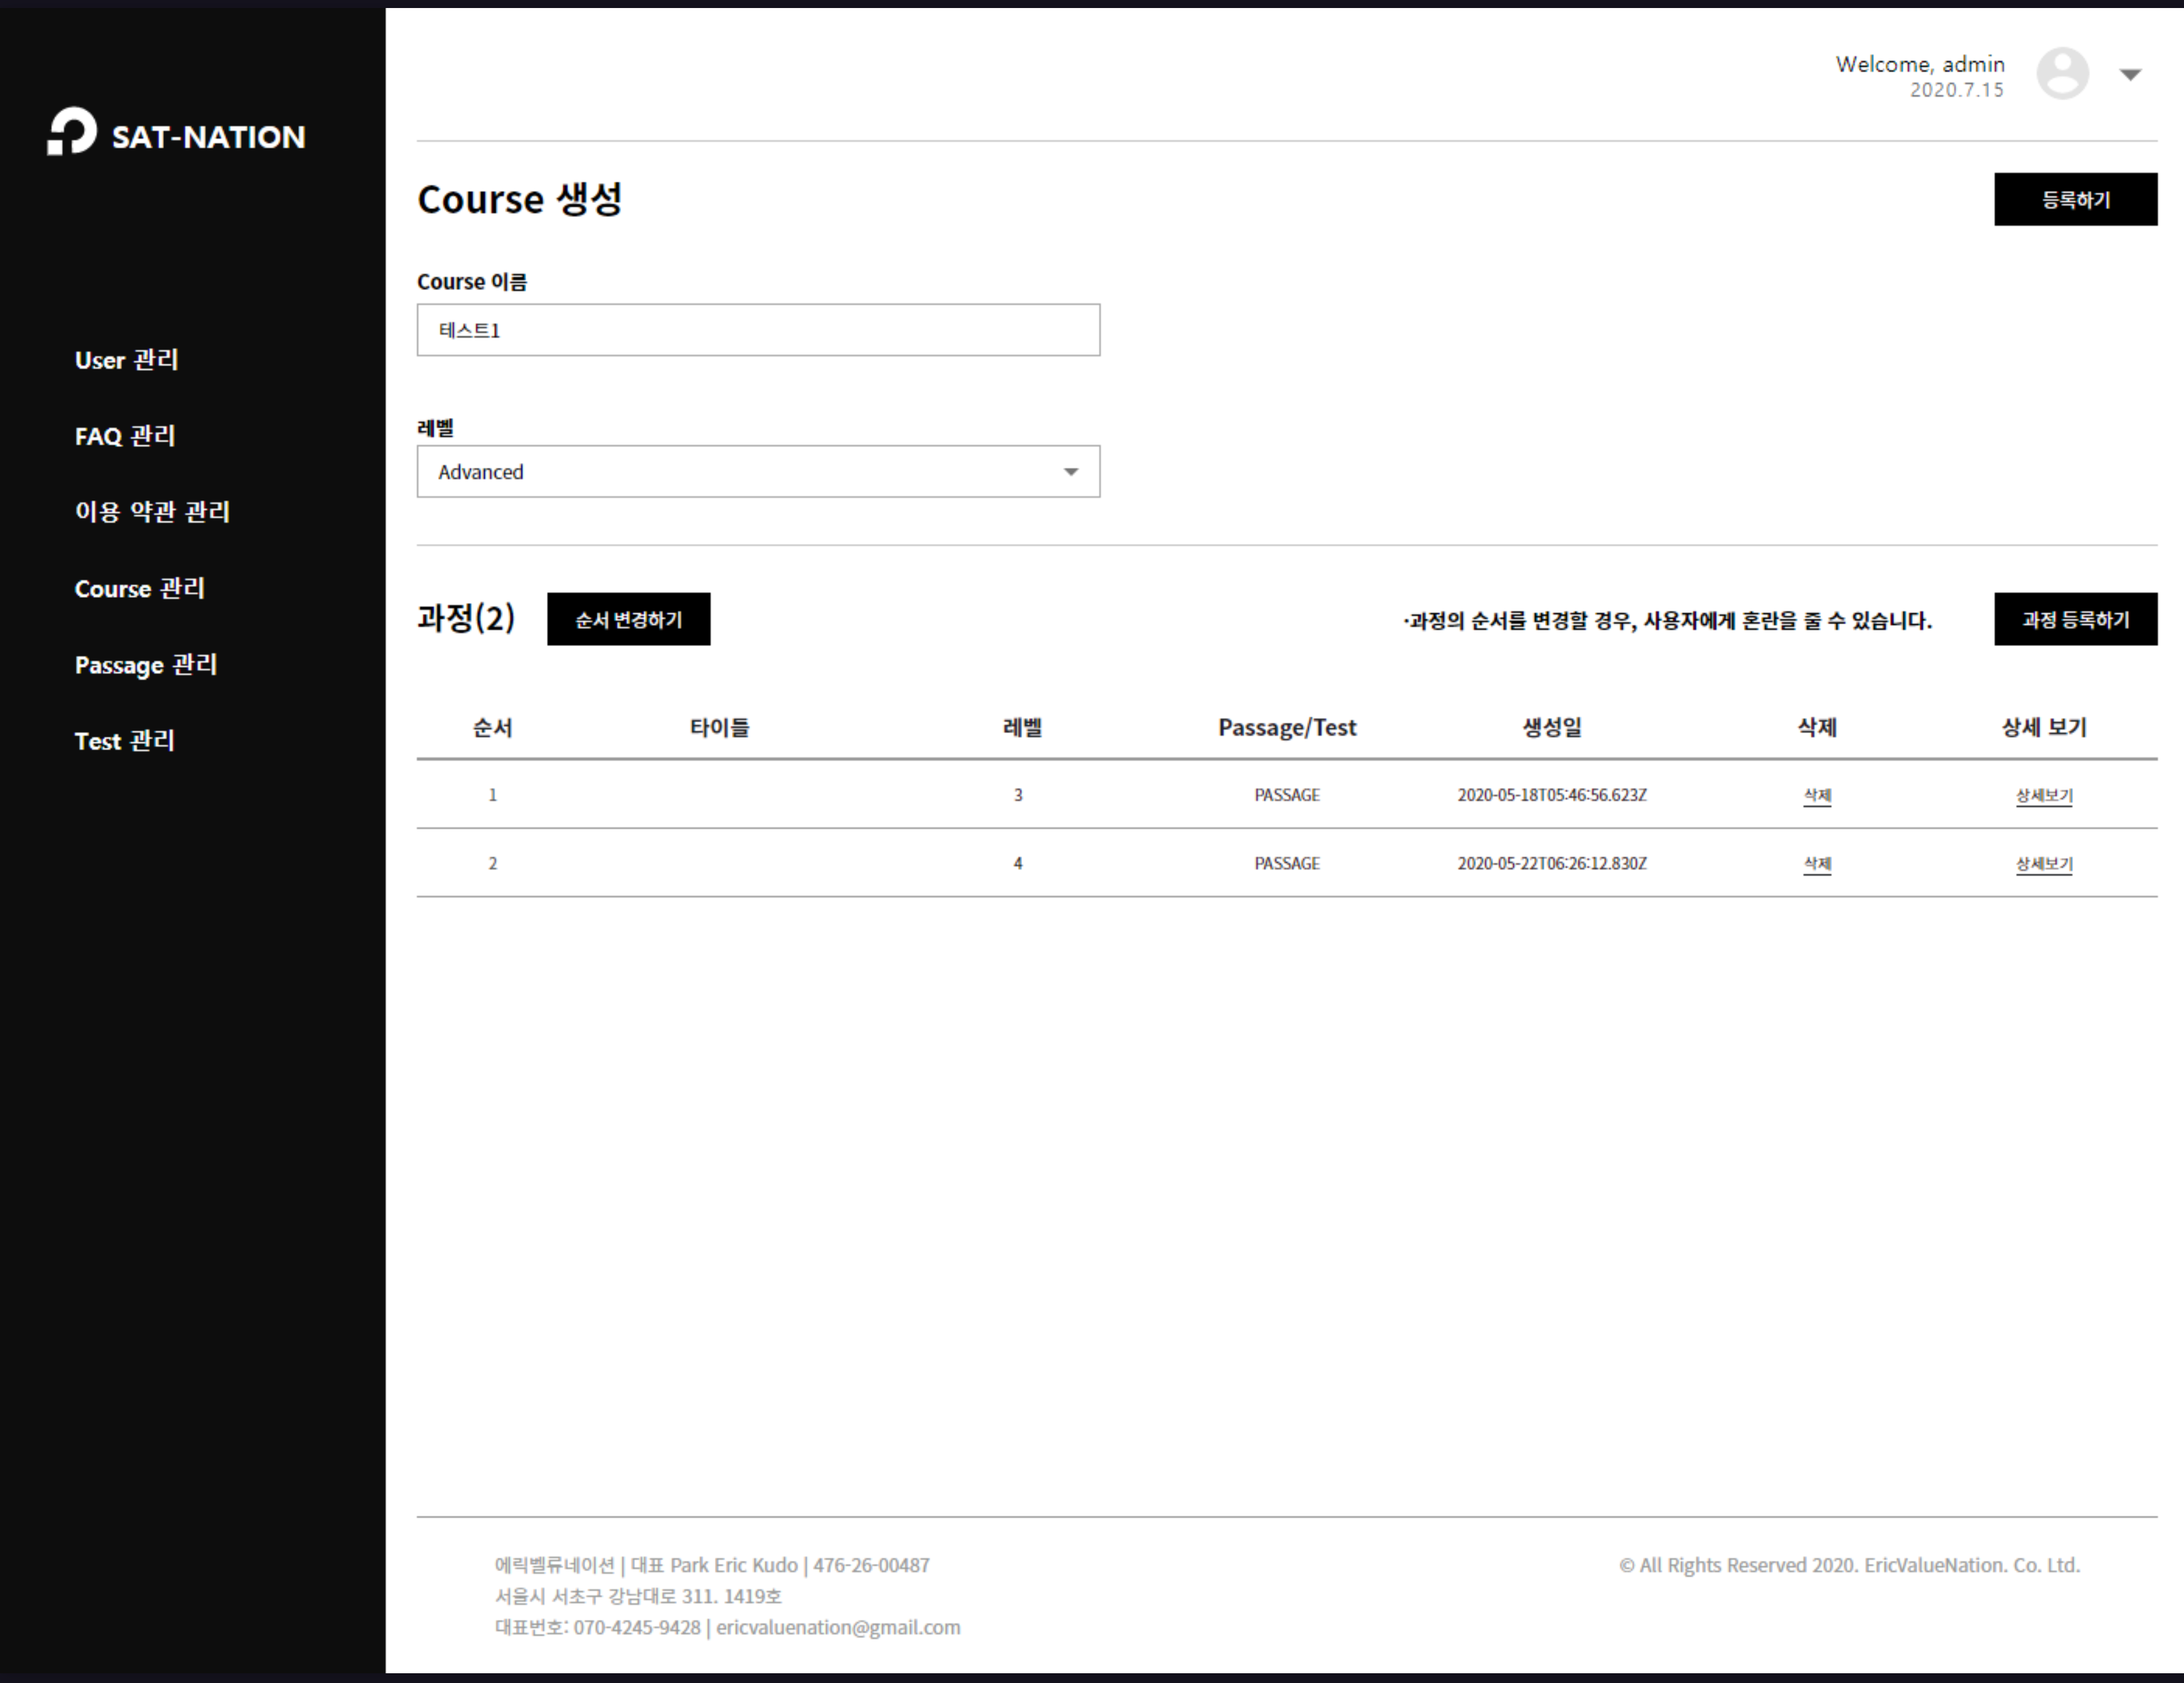 SAT-NATION
User 관리
FAQ 관리
이용 약관 관리
Course 관리
Passage 관리
Test 관리
Welcome, admin
2020.7.15
Course 생성
등록하기
Course 이름
테스트1
레벨
Advanced
과정(2) 순서 변경하기 ·과정의 순서를 변경할 경우, 사용자에게 혼란을 줄 수 있습니다. 과정 등록하기
순서 타이틀 레벨 Passage/Test 생성일 삭제 상세 보기
1 3 PASSAGE 2020-05-18T05:46:56.623Z 삭제 상세보기
2 4 PASSAGE 2020-05-22T06:26:12.830Z 삭제 상세보기
에릭벨류네이션 | 대표 Park Eric Kudo | 476-26-00487
서울시 서초구 강남대로 311. 1419호
대표번호: 070-4245-9428 | ericvaluenation@gmail.com
© All Rights Reserved 2020. EricValueNation. Co. Ltd.